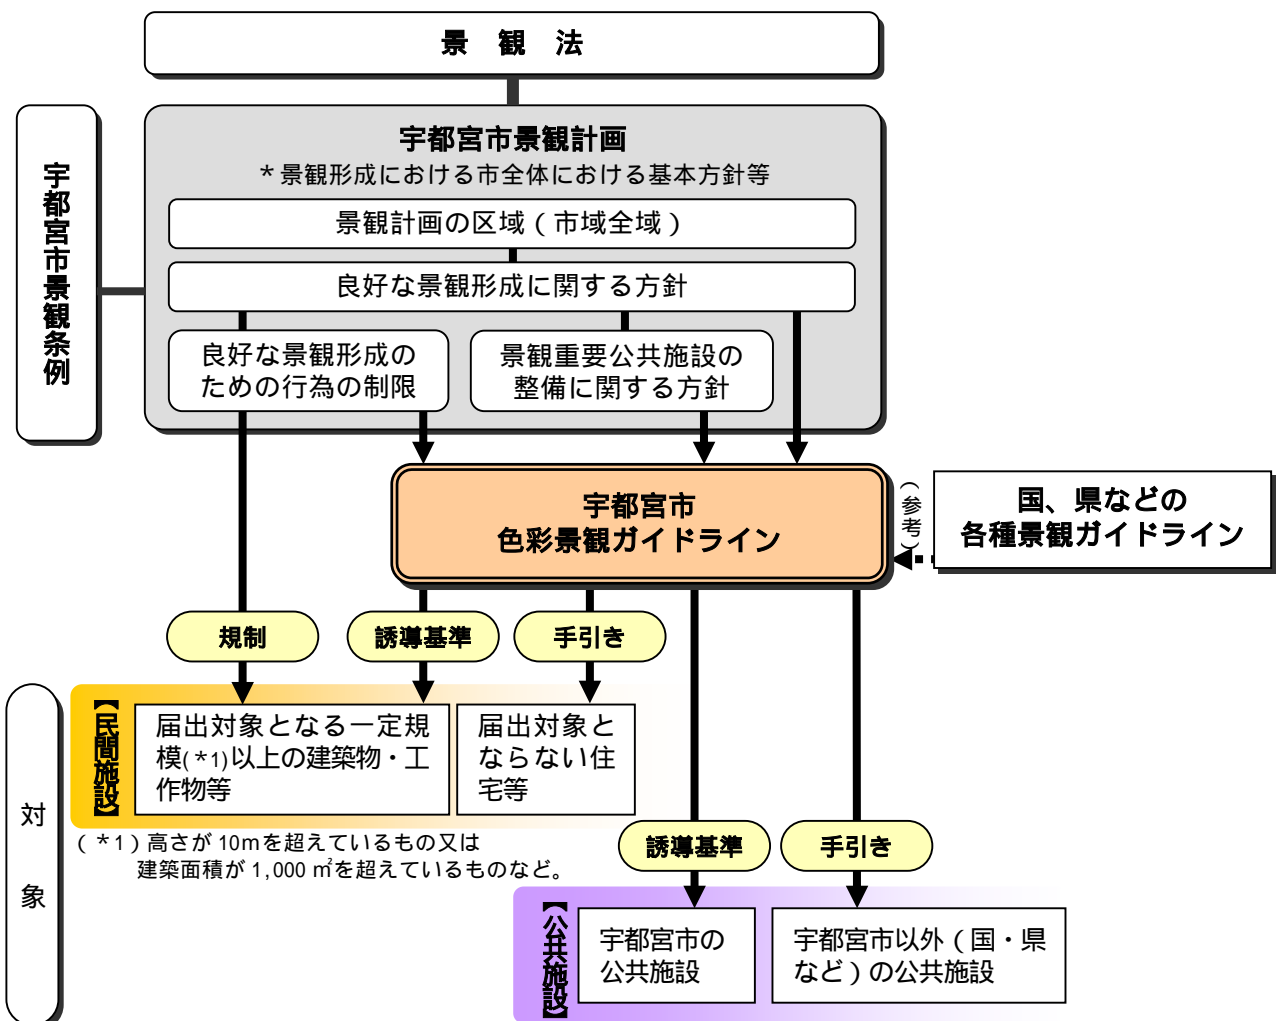 景 観 法
宇都宮市景観条例
宇都宮市景観計画
＊景観形成における市全体における基本方針等
景観計画の区域（市域全域）
良好な景観形成に関する方針
良好な景観形成の
ための行為の制限
景観重要公共施設の
整備に関する方針
宇都宮市
色彩景観ガイドライン
（参考）
国、県などの
各種景観ガイドライン
規制
誘導基準
手引き
対象
【民間施設】
届出対象となる一定規
模(＊1)以上の建築物・工
作物等
届出対象と
ならない住
宅等
（＊1）高さが 10mを超えているもの又は
建築面積が 1,000 ㎡を超えているものなど。
誘導基準
手引き
【公共施設】
宇都宮市の
公共施設
宇都宮市以外（国・県
など）の公共施設